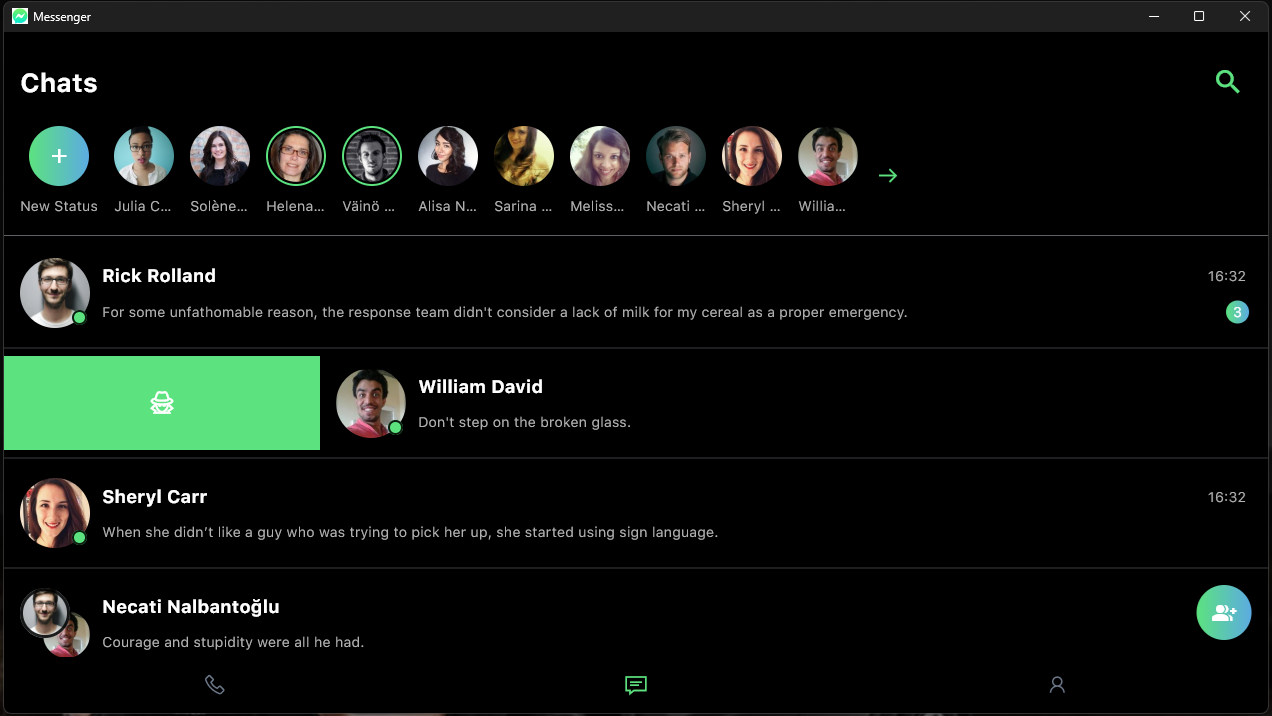 Messenger
Chats
New Status
Julia C...
Solène...
Helena...
Väinö ...
Alisa N...
Sarina ...
Meliss...
Necati ...
Sheryl ...
Willia...
Rick Rolland
16:32
For some unfathomable reason, the response team didn't consider a lack of milk for my cereal as a proper emergency.
3
William David
Don't step on the broken glass.
Sheryl Carr
16:32
When she didn’t like a guy who was trying to pick her up, she started using sign language.
Necati Nalbantoğlu
Courage and stupidity were all he had.